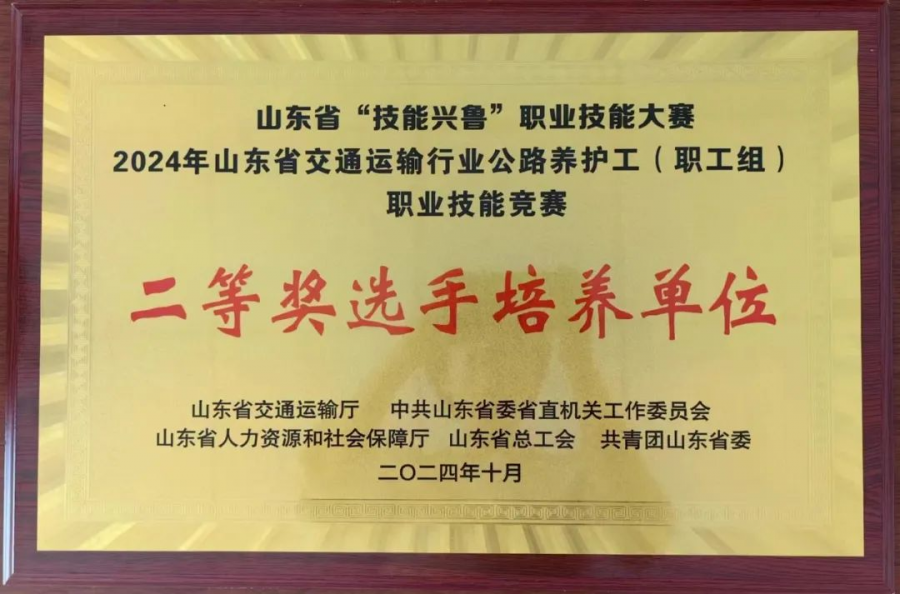 山东省“技能兴鲁”职业技能大赛
2024年山东省交通运输行业公路养护工（职工组）
职业技能竞赛
二等奖选手培养单位
山东省交通运输厅 中共山东省委省直机关工作委员会
山东省人力资源和社会保障厅 山东省总工会 共青团山东省委
二〇二四年十月